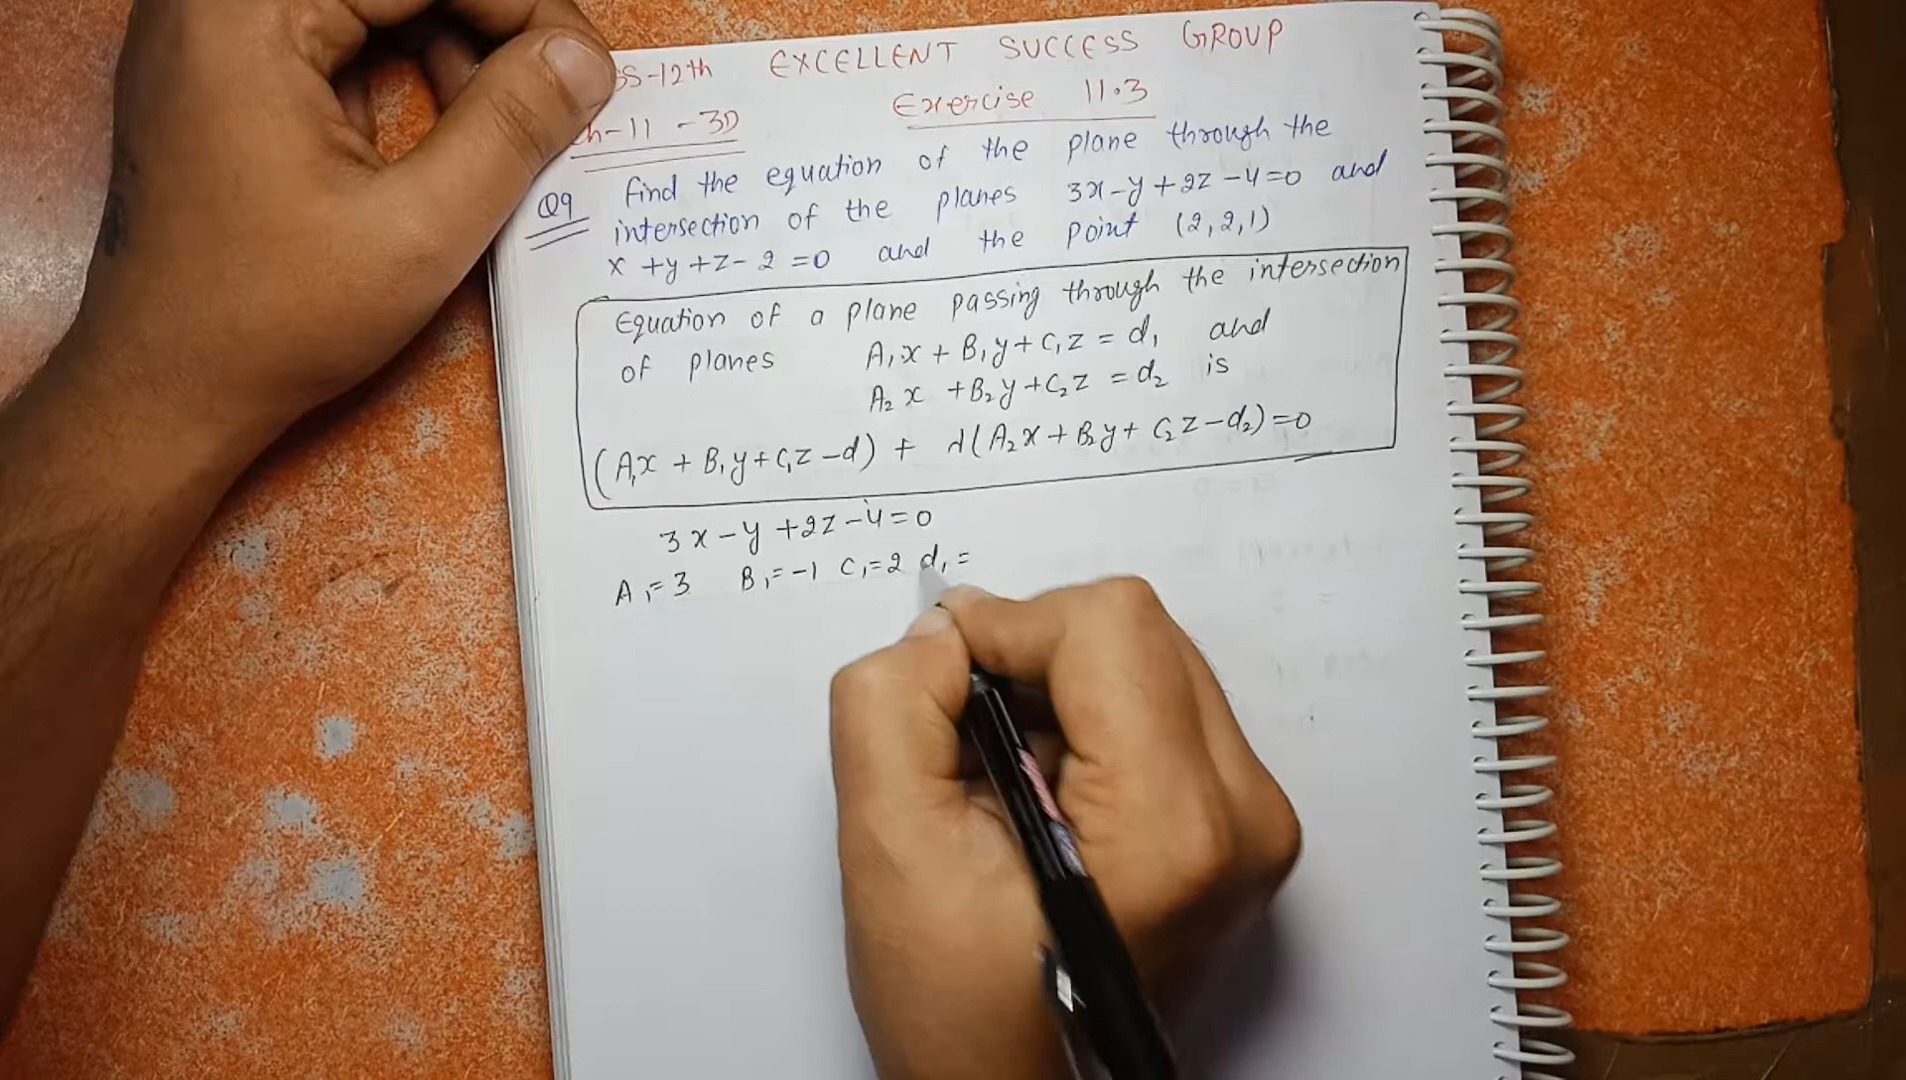 SS-12th EXCELLENT SUCCESS GROUP
Ch-11 -3D Exercise 11.3
Q9 find the equation of the plane through the
intersection of the planes 3x-y+2z-4=0 and
x+y+z-2=0 and the point (2,2,1)
Equation of a plane passing through the intersection
of planes A₁x + B₁y + C₁z = d₁ and
A₂x + B₂y + C₂z = d₂ is
(A₁x + B₁y + C₁z - d) + λ(A₂x + B₂y + C₂z - d₂) = 0
3x-y+2z-4=0
A₁=3 B₁=-1 C₁=2 d₁=